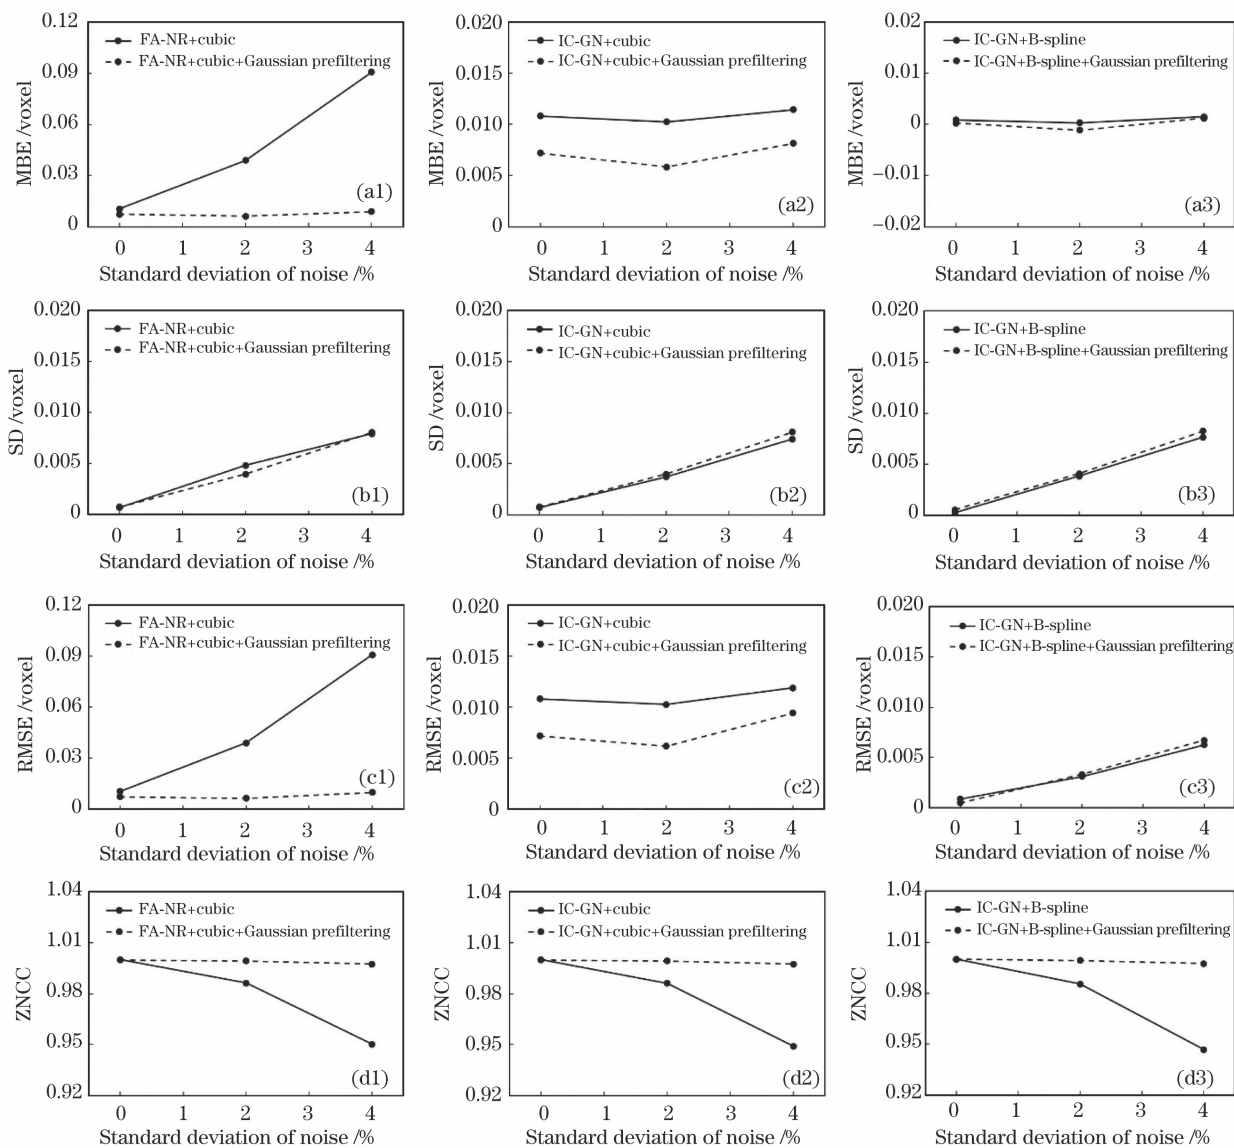 0.12
0.09
0.06
0.03
0
MBE /voxel
FA-NR+cubic
FA-NR+cubic+Gaussian prefiltering
(a1)
0 1 2 3 4
Standard deviation of noise /%
0.020
0.015
0.010
0.005
0
MBE /voxel
IC-GN+cubic
IC-GN+cubic+Gaussian prefiltering
(a2)
0 1 2 3 4
Standard deviation of noise /%
0.02
0.01
0
−0.01
−0.02
MBE /voxel
IC-GN+B-spline
IC-GN+B-spline+Gaussian prefiltering
(a3)
0 1 2 3 4
Standard deviation of noise /%
0.020
0.015
0.010
0.005
0
SD /voxel
FA-NR+cubic
FA-NR+cubic+Gaussian prefiltering
(b1)
0 1 2 3 4
Standard deviation of noise /%
0.020
0.015
0.010
0.005
0
SD /voxel
IC-GN+cubic
IC-GN+cubic+Gaussian prefiltering
(b2)
0 1 2 3 4
Standard deviation of noise /%
0.020
0.015
0.010
0.005
0
SD /voxel
IC-GN+B-spline
IC-GN+B-spline+Gaussian prefiltering
(b3)
0 1 2 3 4
Standard deviation of noise /%
0.12
0.09
0.06
0.03
0
RMSE /voxel
FA-NR+cubic
FA-NR+cubic+Gaussian prefiltering
(c1)
0 1 2 3 4
Standard deviation of noise /%
0.020
0.015
0.010
0.005
0
RMSE /voxel
IC-GN+cubic
IC-GN+cubic+Gaussian prefiltering
(c2)
0 1 2 3 4
Standard deviation of noise /%
0.020
0.015
0.010
0.005
0
RMSE /voxel
IC-GN+B-spline
IC-GN+B-spline+Gaussian prefiltering
(c3)
0 1 2 3 4
Standard deviation of noise /%
1.04
1.01
0.98
0.95
0.92
ZNCC
FA-NR+cubic
FA-NR+cubic+Gaussian prefiltering
(d1)
0 1 2 3 4
Standard deviation of noise /%
1.04
1.01
0.98
0.95
0.92
ZNCC
IC-GN+cubic
IC-GN+cubic+Gaussian prefiltering
(d2)
0 1 2 3 4
Standard deviation of noise /%
1.04
1.01
0.98
0.95
0.92
ZNCC
IC-GN+B-spline
IC-GN+B-spline+Gaussian prefiltering
(d3)
0 1 2 3 4
Standard deviation of noise /%